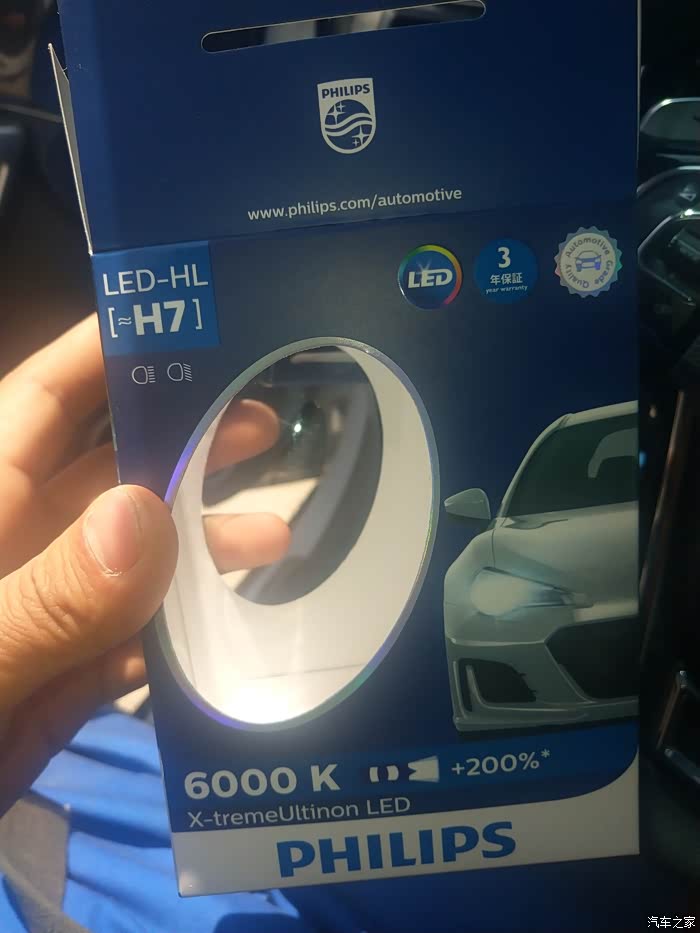 PHILIPS
www.philips.com/automotive
LED-HL
[≈H7]
LED
3
年保証
year warranty
Automotive Grade Quality
6000 K
+200%*
X-tremeUltinon LED
PHILIPS
汽车之家